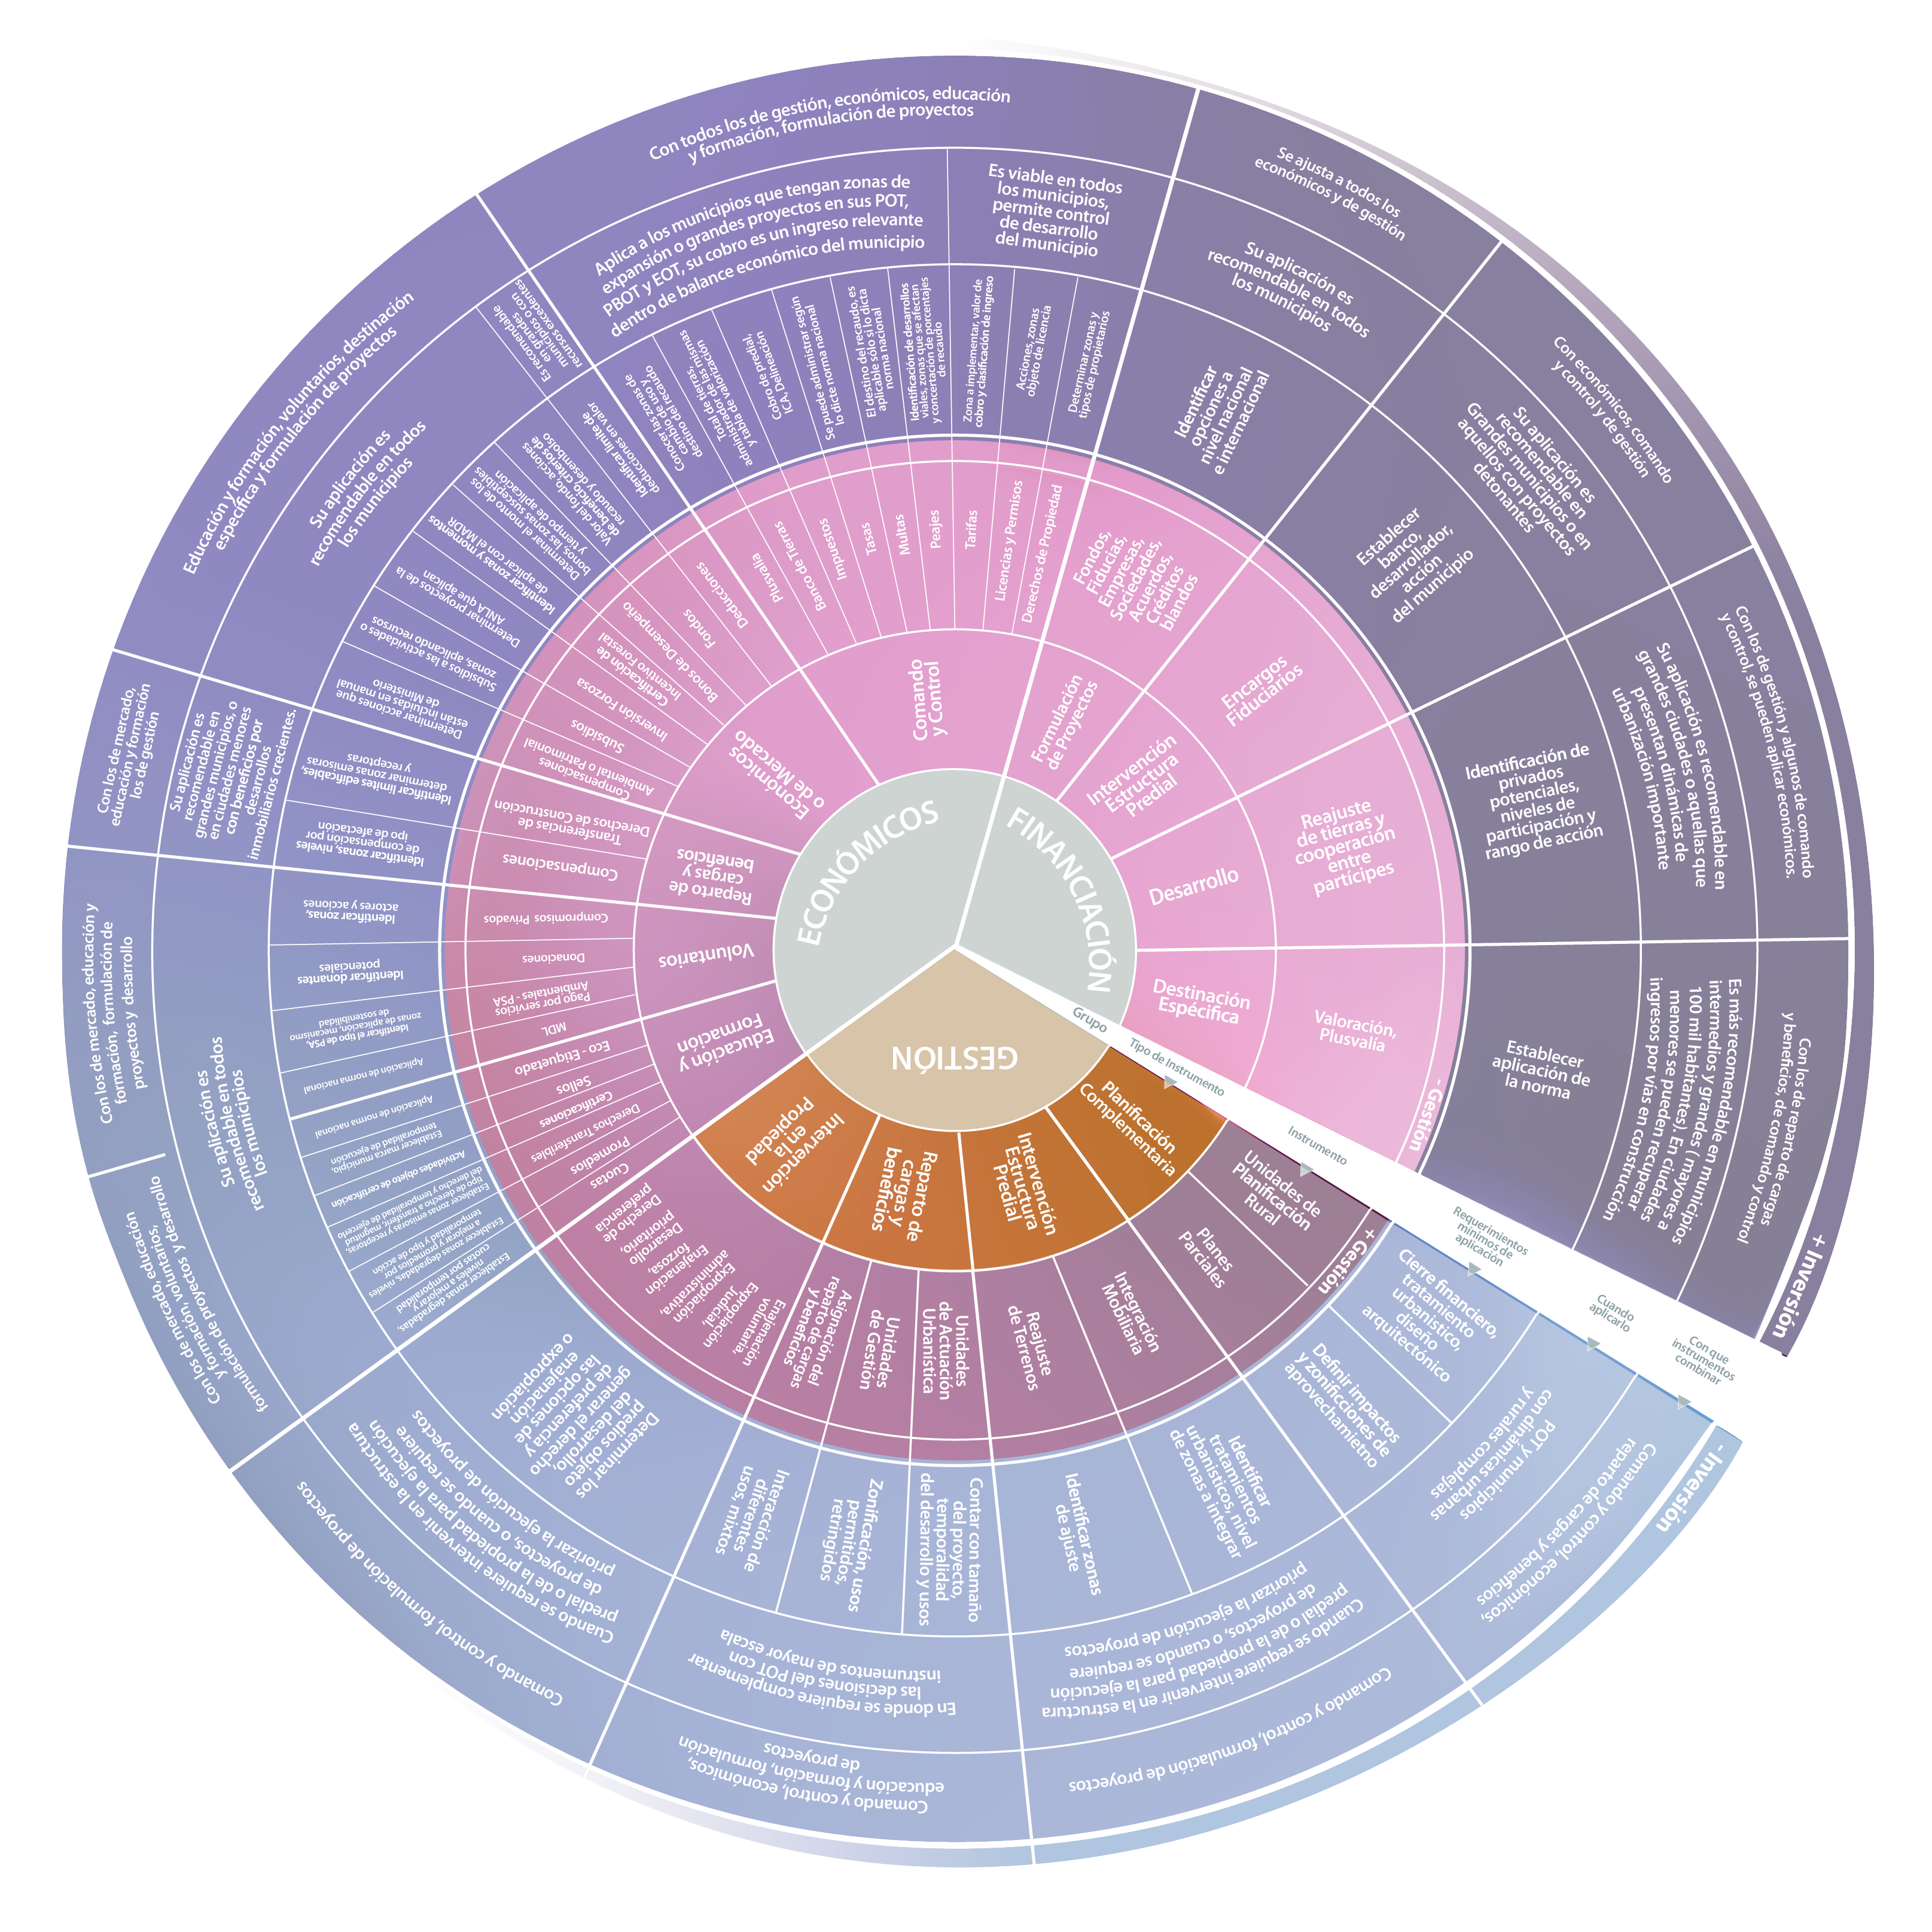 ECONÓMICOS
FINANCIACIÓN
GESTIÓN
Grupo
Tipo de Instrumento
Instrumento
Requerimientos
mínimos de
aplicación
Cuando
aplicarlo
Con que
instrumentos
combinar
- Gestión
+ Gestión
+ Inversión
- Inversión
Comando
y Control
Plusvalía
Banco de Tierras
Impuestos
Tasas
Multas
Peajes
Tarifas
Licencias y Permisos
Derechos de Propiedad
Conocer las zonas de
cambio de uso y
destino del recaudo
Total de tierras,
administrador de las mismas
y tabla de valorización
Cobro de predial,
ICA, Delineación
Se puede administrar según
lo dicte norma nacional
El destino del recaudo, es
aplicable sólo si lo dicta
norma nacional
Identificación de desarrollos
viales, zonas que se afectan
y concertación de porcentajes
de recaudo
Zona a implementar, valor de
cobro y clasificación de ingreso
Acciones, zonas
objeto de licencia
Determinar zonas y
tipos de propietarios
Aplica a los municipios que tengan zonas de
expansión o grandes proyectos en sus POT,
PBOT y EOT, su cobro es un ingreso relevante
dentro de balance económico del municipio
Es viable en todos
los municipios,
permite control
de desarrollo
del municipio
Con todos los de gestión, económicos, educación
y formación, formulación de proyectos
Formulación
de Proyectos
Fondos,
Fiducias,
Empresas,
Sociedades,
Acuerdos,
Creditos
blandos
Identificar
opciones a
nivel nacional
e internacional
Su aplicación es
recomendable en todos
los municipios
Se ajusta a todos los
económicos y de gestión
Intervención
Estructura
Predial
Encargos
Fiduciarios
Establecer
banco,
desarrollador,
acción
del municipio
Su aplicación es
recomendable en
Grandes municipios o en
aquellos con proyectos
detonantes
Con económicos, comando
y control y de gestión
Desarrollo
Reajuste
de tierras y
cooperación
entre
partícipes
Identificación de
privados
potenciales,
niveles de
participación y
rango de acción
Su aplicación es recomendable en
grandes ciudades o aquellas que
presentan dinámicas de
urbanización importante
Con los de gestión y algunos de comando
y control, se pueden aplicar económicos.
Destinación
Espécífica
Valoración,
Plusvalía
Establecer
aplicación de
la norma
Es más recomendable en municipios
intermedios y grandes ( mayores a
100 mil habitantes). En ciudades
menores se pueden recuperar
ingresos por vías en construcción
Con los de reparto de cargas
y beneficios, de comando y control
Planificación
Complementaria
Unidades de
Planificación
Rural
Planes
Parciales
Cierre financiero,
tratamiento
urbanistico,
diseño
arquitectónico
Definir impactos
y zonificciones de
aprovechamietno
POT y municipios
con dinámicas urbanas
y rurales complejas
Comando y control, económicos,
reparto de cargas y beneficios
Intervención
Estructura
Predial
Integración
Mobiliaria
Reajuste
de Terrenos
Identificar
tratamientos
urbanisticos, nivel
de zonas a integrar
Identificar zonas
de ajuste
Cuando se requiere intervenir en la estructura
predial o de la propiedad para la ejecución
de proyectos, o cuando se requiere
priorizar la ejecución de proyectos
Comando y control, formulación de proyectos
Reparto de
cargas y
beneficios
Unidades
de Actuación
Urbanística
Unidades
de Gestión
Asignación del
reparto de cargas
y beneficios
Contar con tamaño
del proyecto,
temporalidad
del desarrollo y usos
Zonificación, usos
permitidos,
retringidos
Interacción de
diferentes
usos, mixtos
En donde se requiere complementar
las decisiones del POT con
instrumentos de mayor escala
Comando y control, económicos,
educación y formación, formulación
de proyectos
Intervención
en la
Propiedad
Enajenación
voluntaria,
Expropiación
Judicial,
Expropiación
administrativa,
Enajenación
forzosa,
Desarrollo
prioritario,
Derecho de
preferencia
Determinar los
predios objeto
del desarrollo,
generar el derecho
de preferencia y
las opciones de
enajenación
o expropiación
Cuando se requiere intervenir en la estructura
predial o de la propiedad para la ejecución
de proyectos, o cuando se requiere
priorizar la ejecución de proyectos
Comando y control, formulación de proyectos
Educación y
Formación
Eco - Etiquetado
Sellos
Certificaciones
Derechos Transferibles
Promedios
Cuotas
Aplicación de norma nacional
Establecer marca municipio,
temporalidad de ejecución
Actividades objeto de certificación
Establecer zonas emisoras y receptoras,
tipo de derecho a transferir, magnitud
del derecho y temporalidad de ejercerlo
Establecer zonas degradadas, niveles
a mejorar y promedios por
temporalidad y tipo de acción
Establecer zonas degradas,
niveles a mejorar y
cuotas por temporalidad
Con los de mercado, educación
y formación, voluntarios,
formulación de proyectos y desarrollo
Voluntarios
Compromisos Privados
Donaciones
Pago por servicios
Ambientales - PSA
MDL
Identificar zonas,
actores y acciones
Identificar donantes
potenciales
Identificar el tipo de PSA,
zonas de aplicación, mecanismo
de sostenibilidad
Aplicación de norma nacional
Su aplicación es
recomendable en todos
los municipios
Con los de mercado, educación y
formación, formulación de
proyectos y desarrollo
Reparto de
cargas y
beneficios
Transferencias de
Derechos de Construcción
Compensaciones
Identificar limites edificables,
determinar zonas emisoras
y receptoras
Identificar zonas, niveles
de compensación por
ipo de afectación
Su aplicación es
recomendable en
grandes municipios, o
en ciudades menores
con beneficios por
desarrollos
inmobiliarios crecientes.
Con los de mercado,
educación y formación
los de gestión
Económicos
o de Mercado
Deducciones
Fondos
Bonos de Desempeño
Certificación de
Incentivo Forestal
Inversión Forzosa
Subsidios
Compensaciones
Ambiental o Patrimonial
Identificar limite de
deducciones en valor
Valor del fondo, acciones
de beneficio, criterios de
recaudo y desembolso
Determinar el monto de los
bonos, las zonas susceptibles
y tiempo de aplicación
Identificar zonas y momentos
de aplicar con el MADR
Determinar proyectos
ANLA que aplican
Subsidios a las actividades o
zonas, aplicando recursos
Determinar acciones que
están incluidas en manual
de Ministerio
Es recomendable
en grandes
municipios o con
recursos excedentes
Su aplicación es
recomendable en todos
los municipios
Educación y formación, voluntarios, destinación
específica y formulación de proyectos